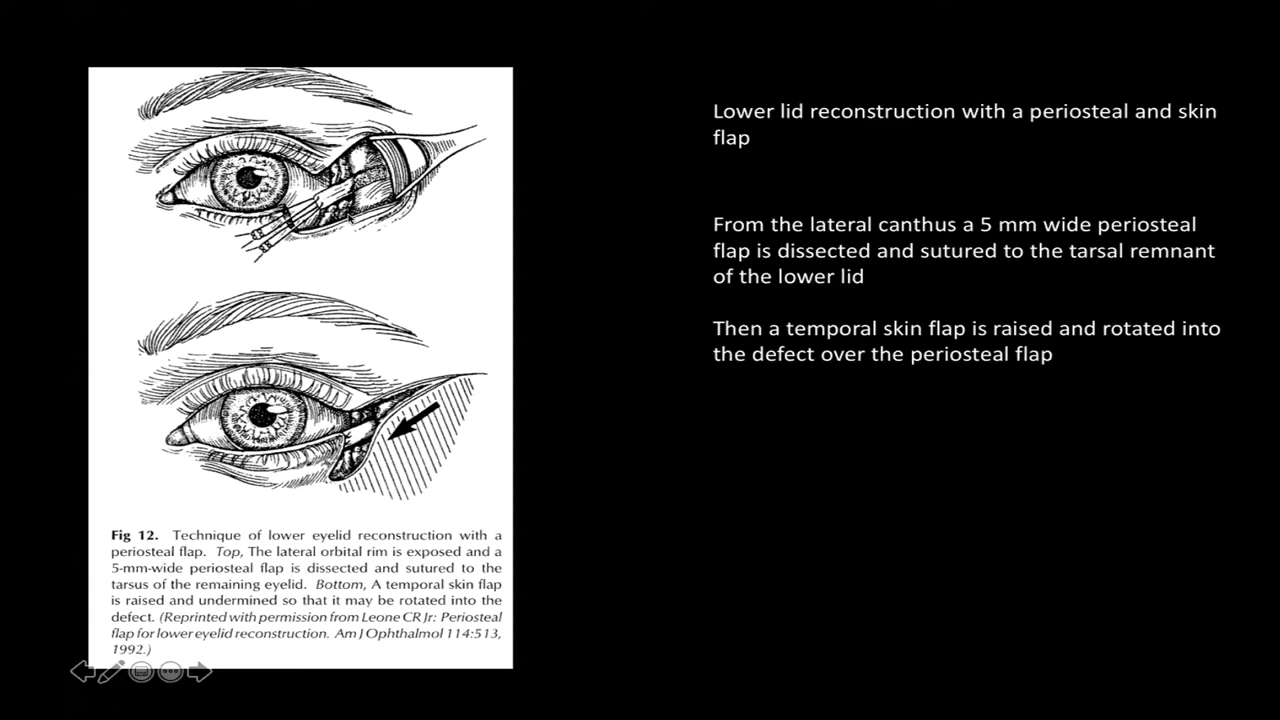 Lower lid reconstruction with a periosteal and skin
flap
From the lateral canthus a 5 mm wide periosteal
flap is dissected and sutured to the tarsal remnant
of the lower lid
Then a temporal skin flap is raised and rotated into
the defect over the periosteal flap
Fig 12. Technique of lower eyelid reconstruction with a
periosteal flap. Top, The lateral orbital rim is exposed and a
5-mm-wide periosteal flap is dissected and sutured to the
tarsus of the remaining eyelid. Bottom, A temporal skin flap
is raised and undermined so that it may be rotated into the
defect. (Reprinted with permission from Leone CR Jr: Periosteal
flap for lower eyelid reconstruction. Am J Ophthalmol 114:513,
1992.)